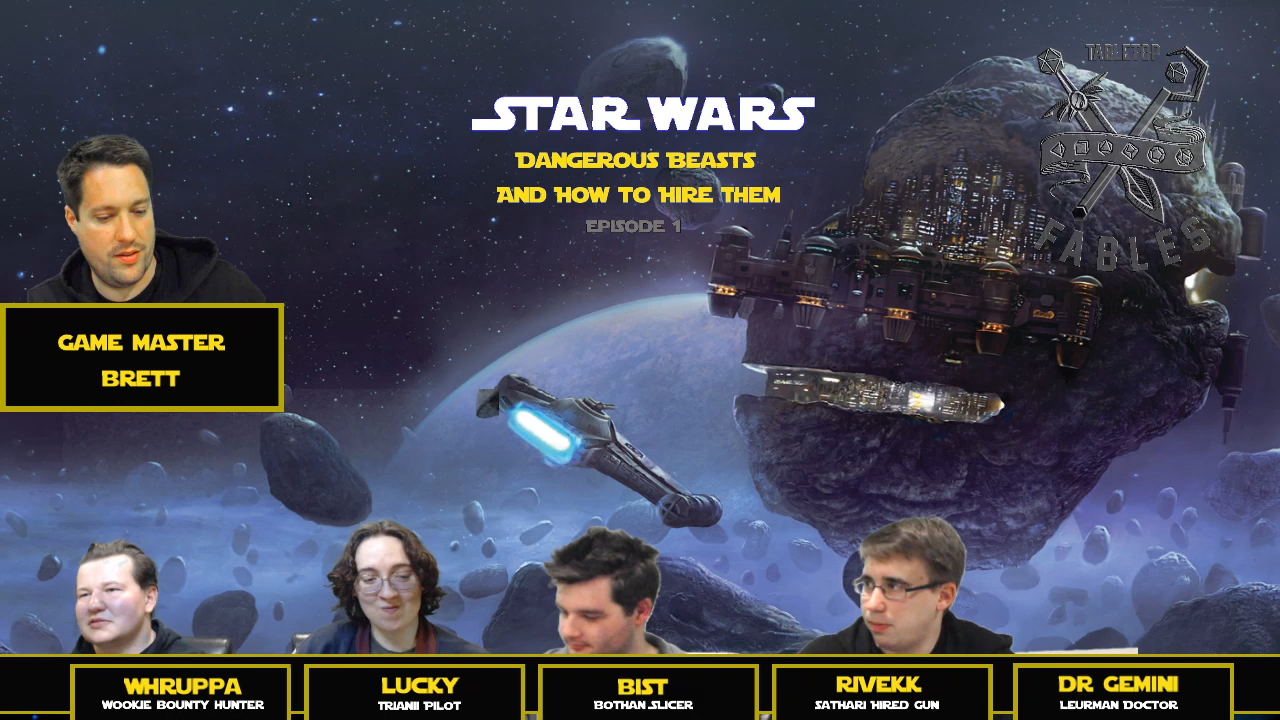 TABLETOP
FABLES
STAR WARS
DANGEROUS BEASTS
AND HOW TO HIRE THEM
EPISODE 1
GAME MASTER
BRETT
WHRUPPA
WOOKIE BOUNTY HUNTER
LUCKY
TRIANII PILOT
BIST
BOTHAN SLICER
RIVEKK
SATHARI HIRED GUN
DR GEMINI
LEURMAN DOCTOR